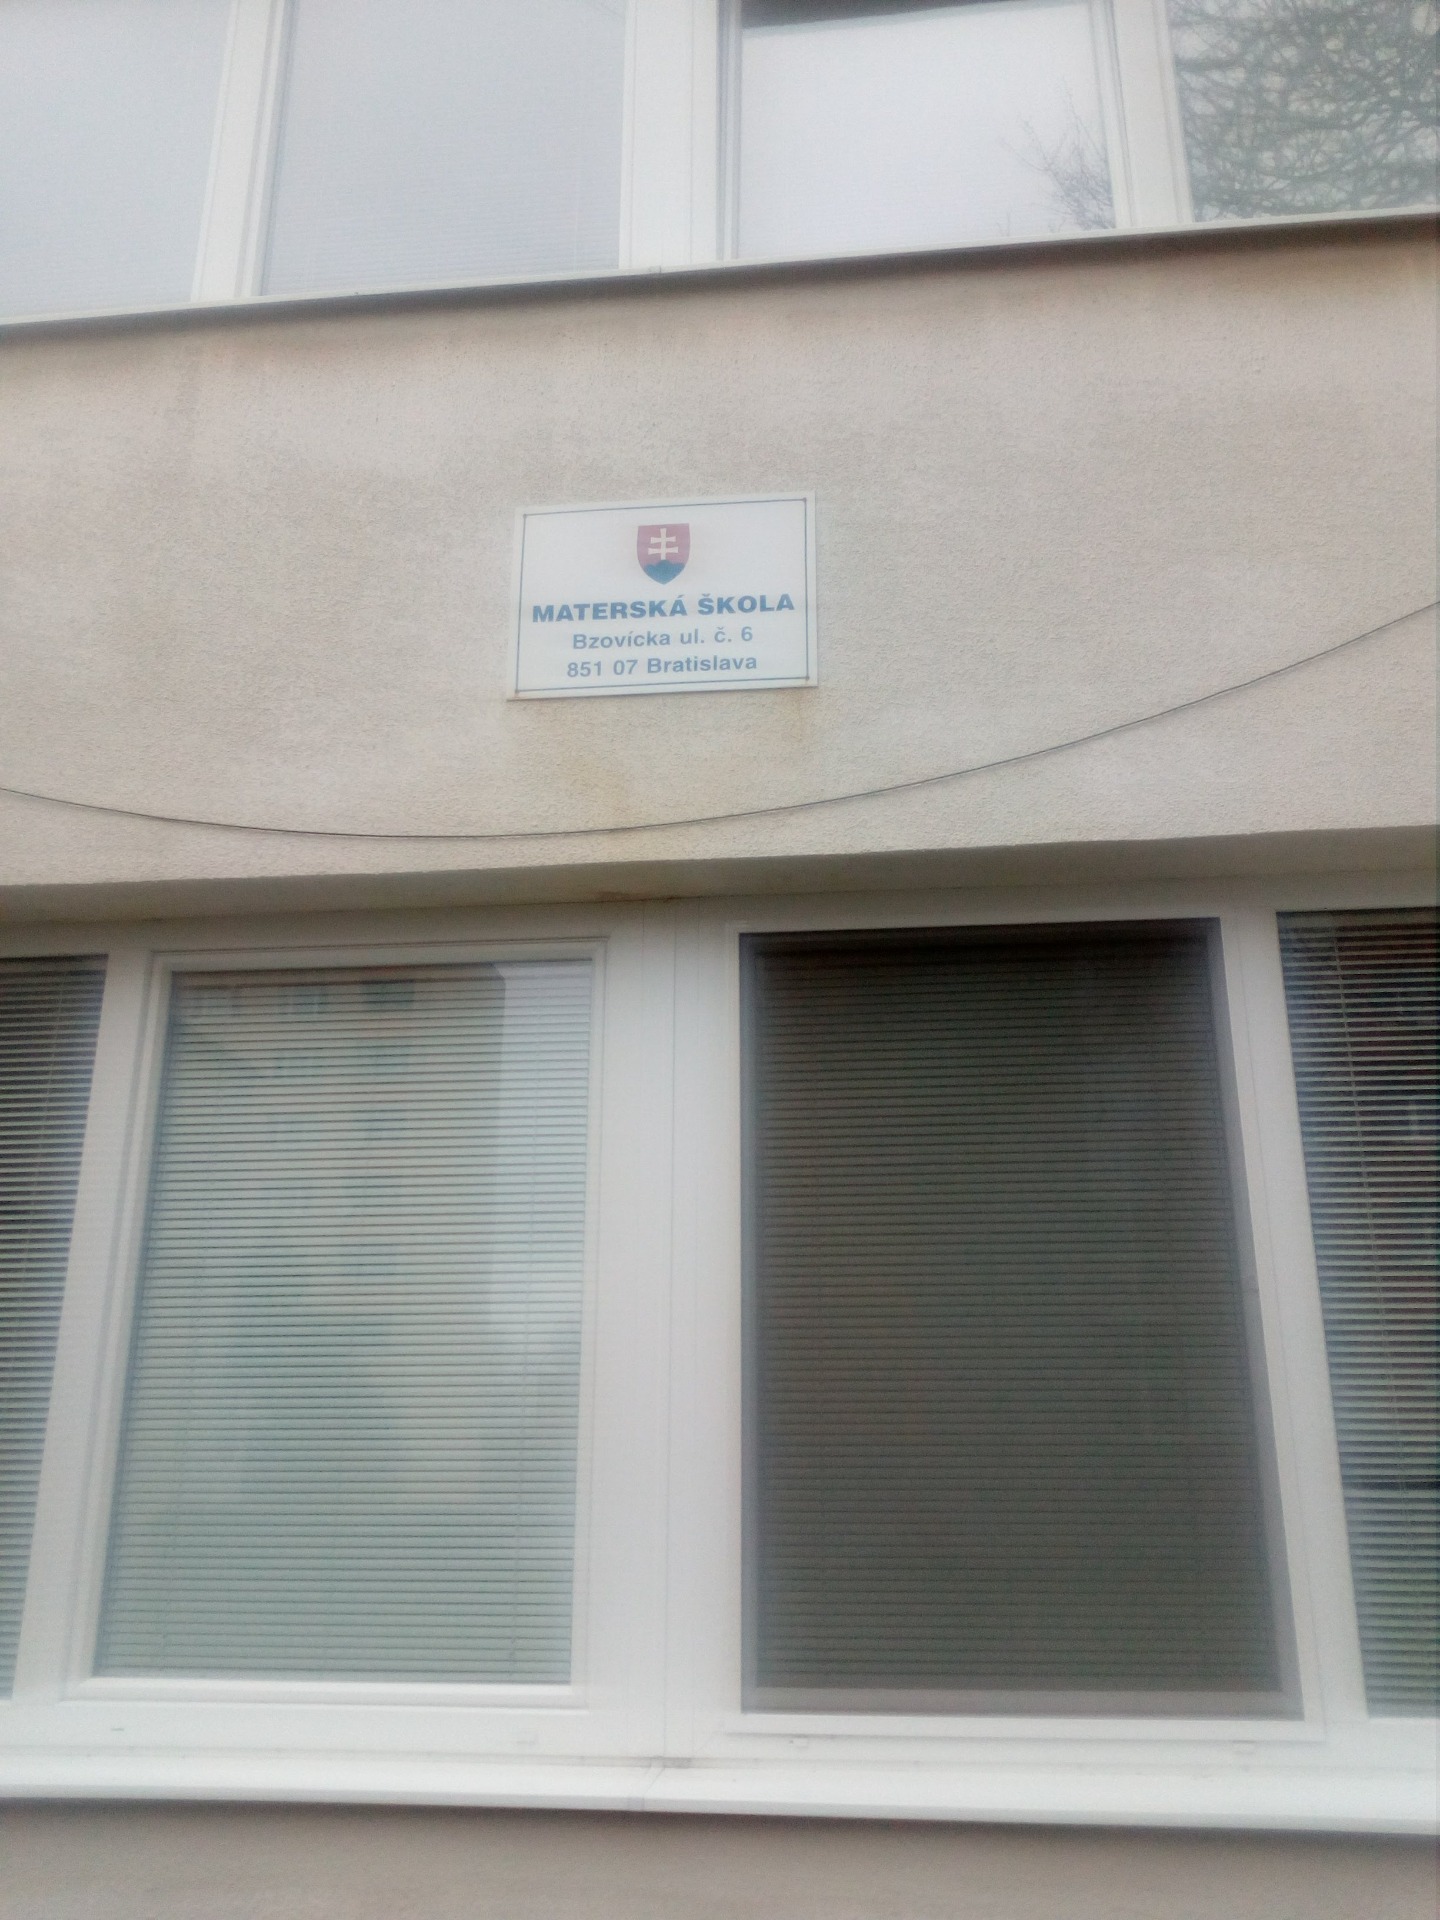 MATERSKÁ ŠKOLA
Bzovícka ul. č. 6
851 07 Bratislava